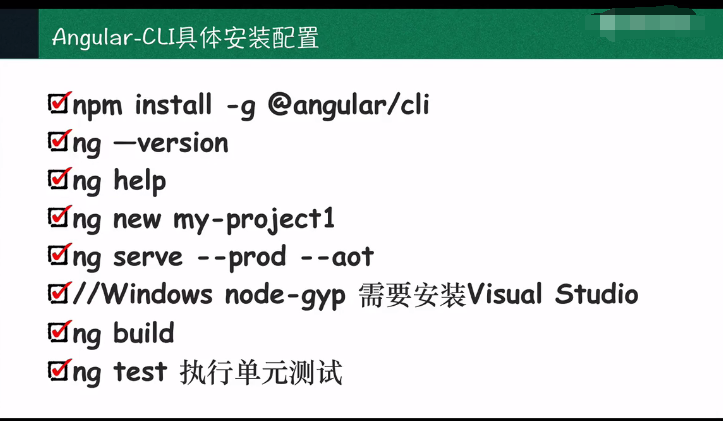 Angular-CLI具体安装配置
npm install -g @angular/cli
ng —version
ng help
ng new my-project1
ng serve --prod --aot
//Windows node-gyp 需要安装Visual Studio
ng build
ng test 执行单元测试